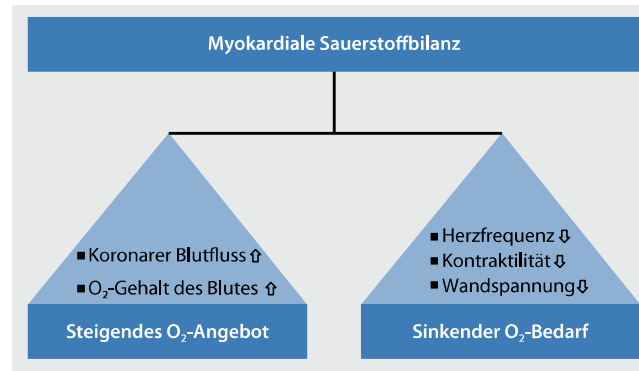 Myokardiale Sauerstoffbilanz
■ Koronarer Blutfluss ⇧
■ O₂-Gehalt des Blutes ⇧
Steigendes O₂-Angebot
■ Herzfrequenz ⇩
■ Kontraktilität ⇩
■ Wandspannung ⇩
Sinkender O₂-Bedarf